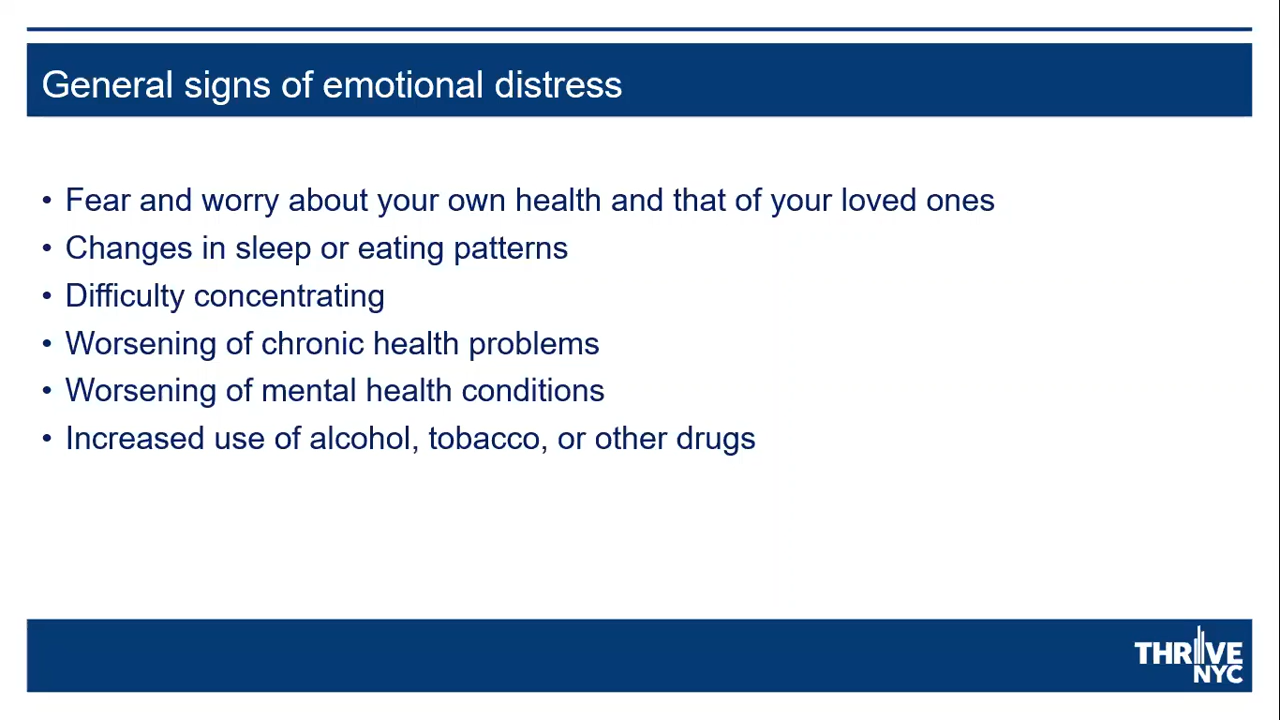 General signs of emotional distress
• Fear and worry about your own health and that of your loved ones
• Changes in sleep or eating patterns
• Difficulty concentrating
• Worsening of chronic health problems
• Worsening of mental health conditions
• Increased use of alcohol, tobacco, or other drugs
THRIVE
NYC